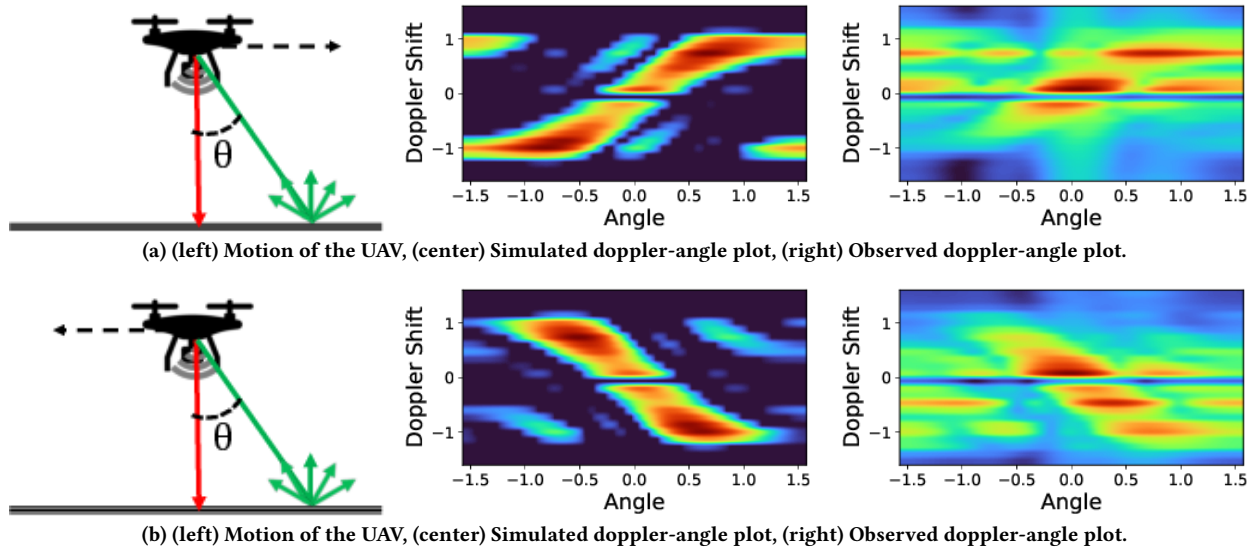 θ
Doppler Shift
1
0
−1
−1.5 −1.0 −0.5 0.0 0.5 1.0 1.5
Angle
Doppler Shift
1
0
−1
−1.5 −1.0 −0.5 0.0 0.5 1.0 1.5
Angle
(a) (left) Motion of the UAV, (center) Simulated doppler-angle plot, (right) Observed doppler-angle plot.
θ
Doppler Shift
1
0
−1
−1.5 −1.0 −0.5 0.0 0.5 1.0 1.5
Angle
Doppler Shift
1
0
−1
−1.5 −1.0 −0.5 0.0 0.5 1.0 1.5
Angle
(b) (left) Motion of the UAV, (center) Simulated doppler-angle plot, (right) Observed doppler-angle plot.